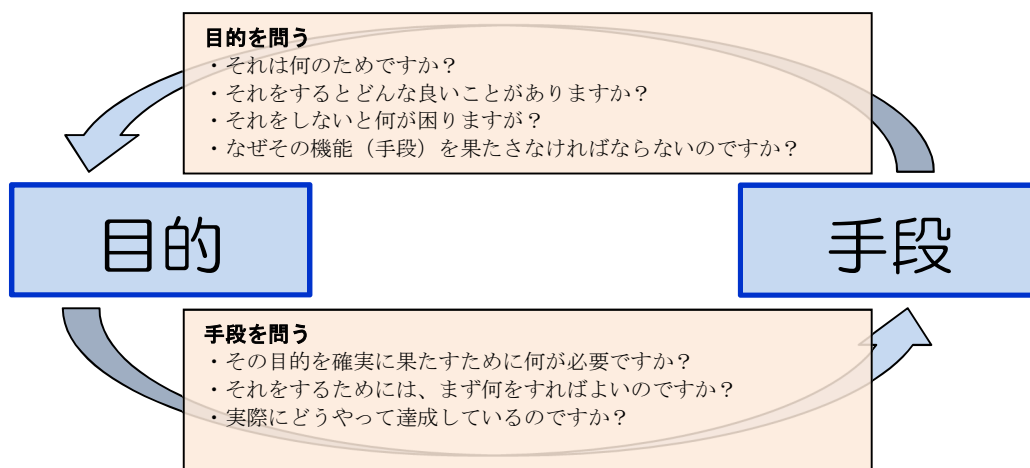 目的を問う
・それは何のためですか？
・それをするとどんな良いことがありますか？
・それをしないと何が困りますが？
・なぜその機能（手段）を果たさなければならないのですか？
目的
手段
手段を問う
・その目的を確実に果たすために何が必要ですか？
・それをするためには、まず何をすればよいのですか？
・実際にどうやって達成しているのですか？